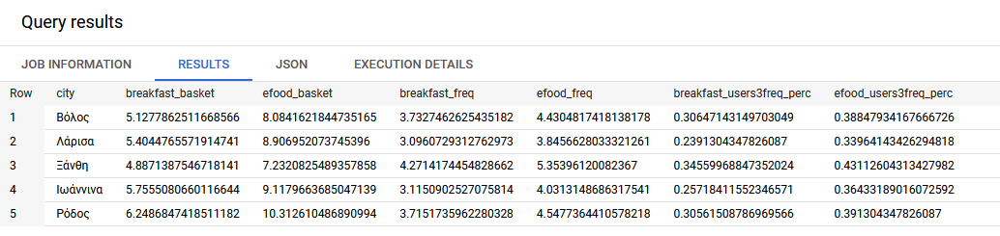 Query results
JOB INFORMATION RESULTS JSON EXECUTION DETAILS
Row city breakfast_basket efood_basket breakfast_freq efood_freq breakfast_users3freq_perc efood_users3freq_perc
1 Βόλος 5.1277862511668566 8.0841621844735165 3.7327462625435182 4.4304817418138178 0.30647143149703049 0.38847934167666726
2 Λάρισα 5.4044765571914741 8.906952073745396 3.0960729312762973 3.8456628033321261 0.2391304347826087 0.33964143426294818
3 Ξάνθη 4.8871387546718141 7.2320825489357858 4.2714174454828662 5.35396120082367 0.34559968847352024 0.43112604313427982
4 Ιωάννινα 5.7555080660116644 9.1179663685047139 3.1150902527075814 4.0313148686317541 0.25718411552346571 0.36433189016072592
5 Ρόδος 6.2486847418511182 10.312610486890994 3.7151735962280328 4.5477364410578218 0.30561508786969566 0.391304347826087